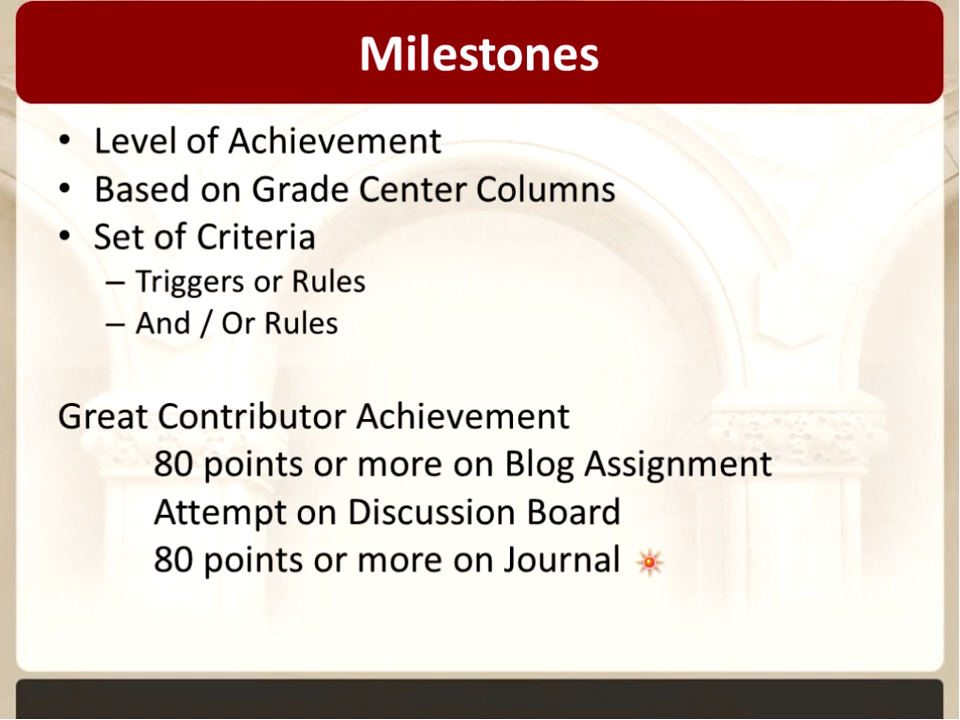 Milestones
• Level of Achievement
• Based on Grade Center Columns
• Set of Criteria
– Triggers or Rules
– And / Or Rules
Great Contributor Achievement
80 points or more on Blog Assignment
Attempt on Discussion Board
80 points or more on Journal